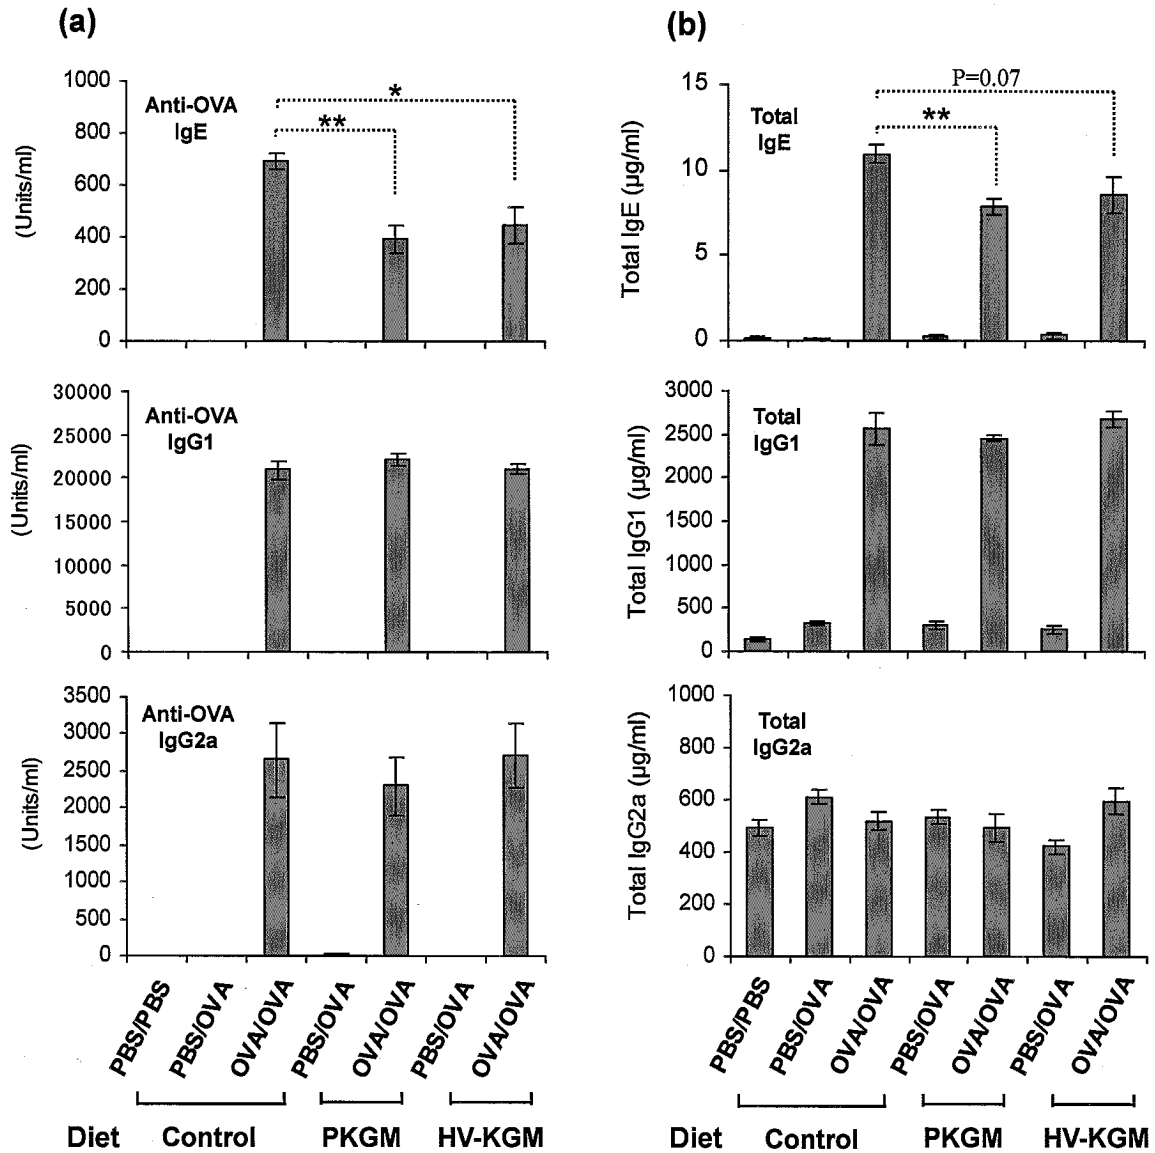 (a)
(Units/ml)
1000
800
600
400
200
0
Anti-OVA
IgE
*
**
(Units/ml)
30000
25000
20000
15000
10000
5000
0
Anti-OVA
IgG1
(Units/ml)
3500
3000
2500
2000
1500
1000
500
0
Anti-OVA
IgG2a
PBS/PBS
PBS/OVA
OVA/OVA
PBS/OVA
OVA/OVA
PBS/OVA
OVA/OVA
Diet Control PKGM HV-KGM
(b)
Total IgE (µg/ml)
15
10
5
0
Total
IgE
P=0.07
**
Total IgG1 (µg/ml)
3000
2500
2000
1500
1000
500
0
Total
IgG1
Total IgG2a (µg/ml)
1000
800
600
400
200
0
Total
IgG2a
PBS/PBS
PBS/OVA
OVA/OVA
PBS/OVA
OVA/OVA
PBS/OVA
OVA/OVA
Diet Control PKGM HV-KGM